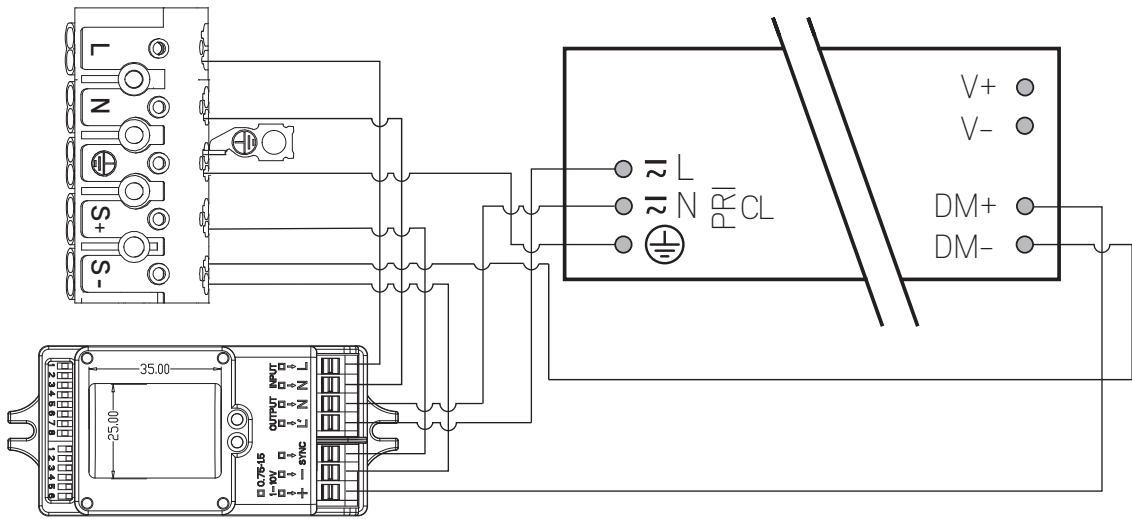 L
N
S+
S-
L
N
PRI
CL
V+
V-
DM+
DM-
1 2 3 4 5 6 7 8
1 2 3 4 5 6
35.00
25.00
INPUT
L
N
OUTPUT
N
L'
SYNC
0.75-1.5
1-10V
-
+